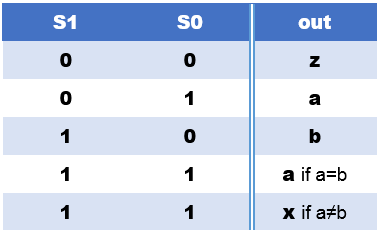 S1 S0 out
0 0 z
0 1 a
1 0 b
1 1 a if a=b
1 1 x if a≠b